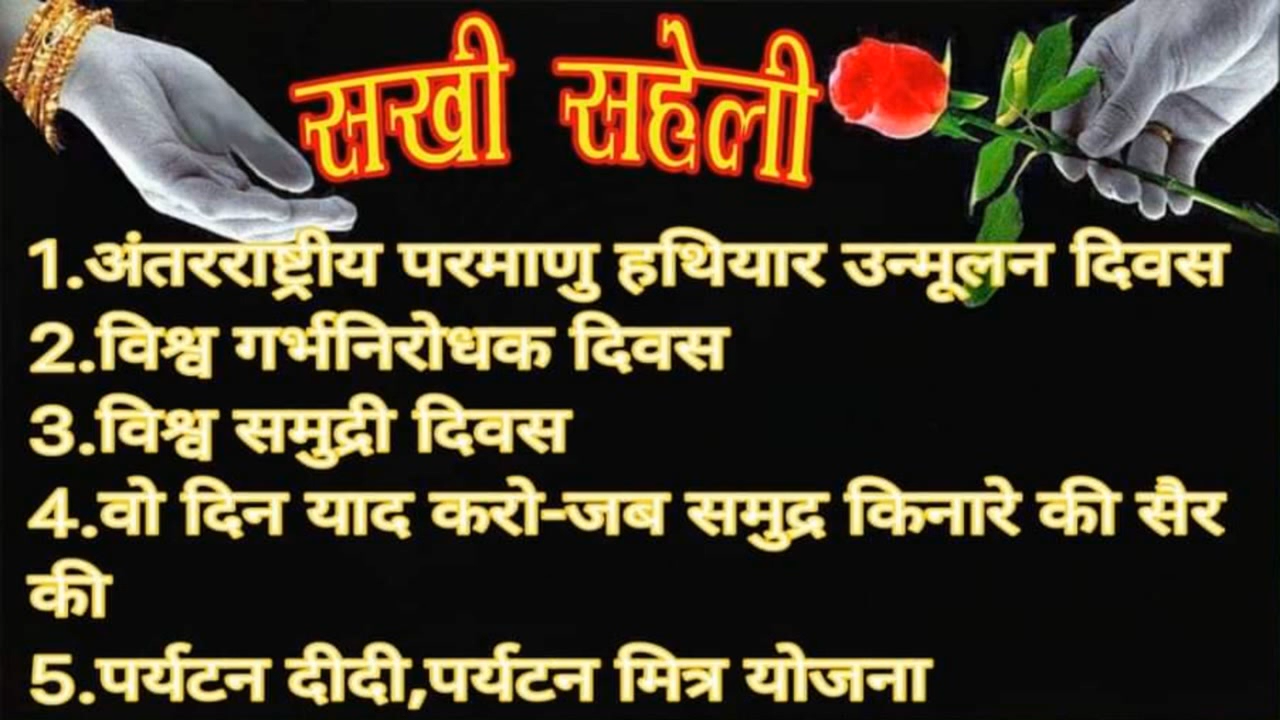 सखी सहेली
1.अंतरराष्ट्रीय परमाणु हथियार उन्मूलन दिवस
2.विश्व गर्भनिरोधक दिवस
3.विश्व समुद्री दिवस
4.वो दिन याद करो-जब समुद्र किनारे की सैर
की
5.पर्यटन दीदी,पर्यटन मित्र योजना